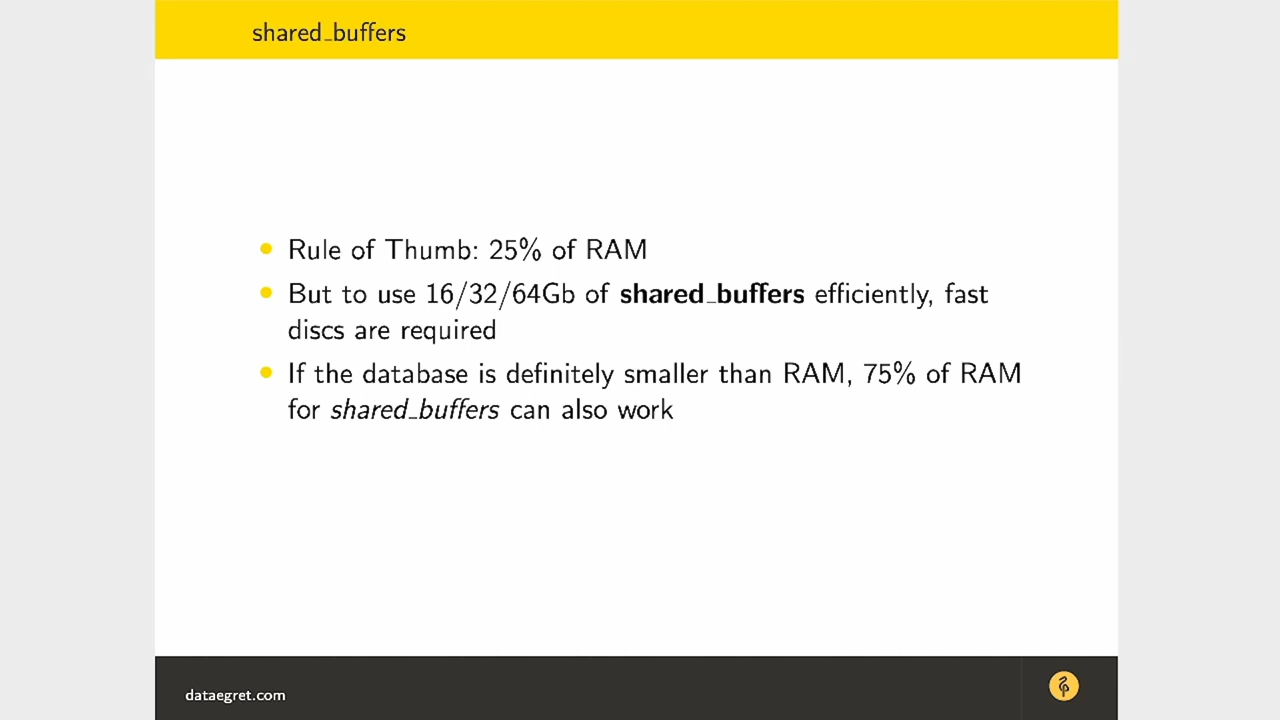 shared_buffers
Rule of Thumb: 25% of RAM
But to use 16/32/64Gb of shared_buffers efficiently, fast
discs are required
If the database is definitely smaller than RAM, 75% of RAM
for shared_buffers can also work
dataegret.com